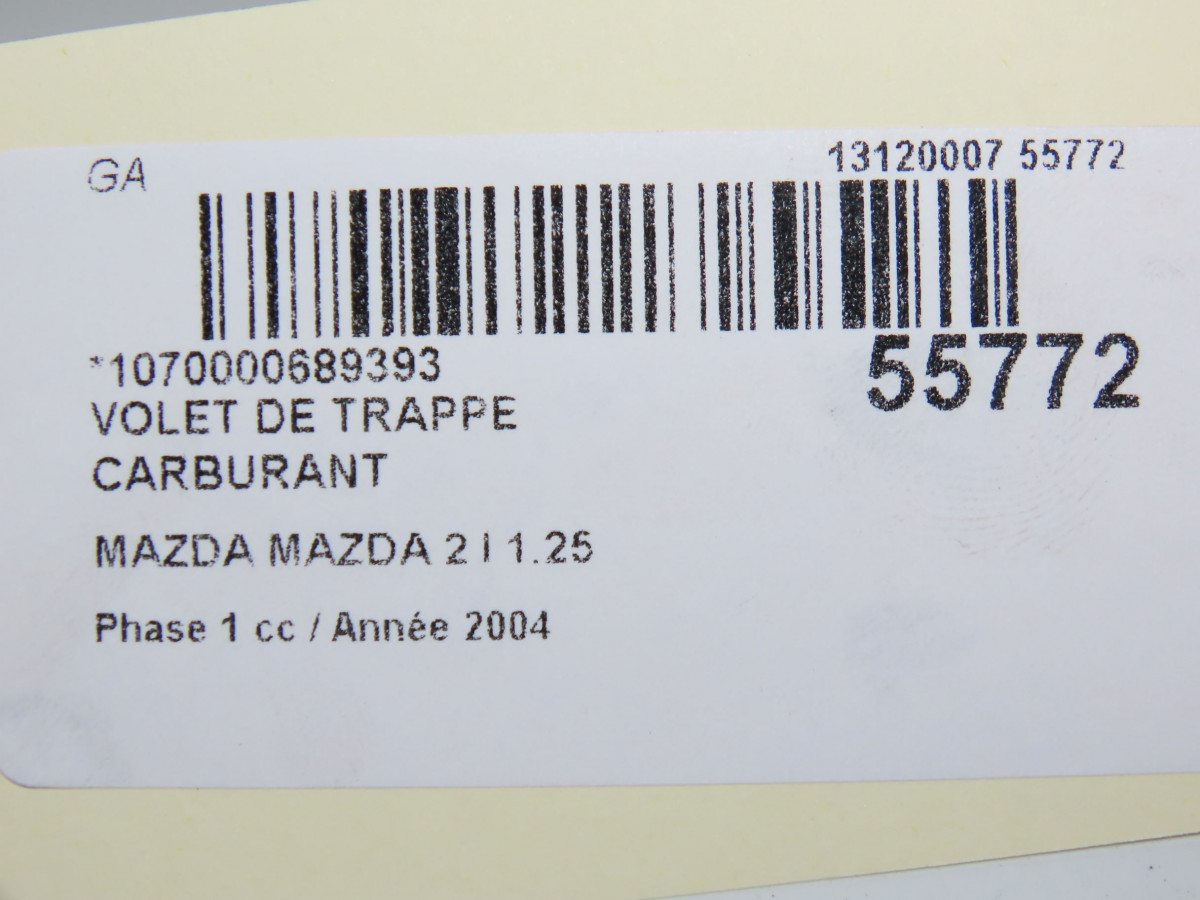 GA
13120007 55772
*1070000689393
55772
VOLET DE TRAPPE
CARBURANT
MAZDA MAZDA 2 I 1.25
Phase 1 cc / Année 2004